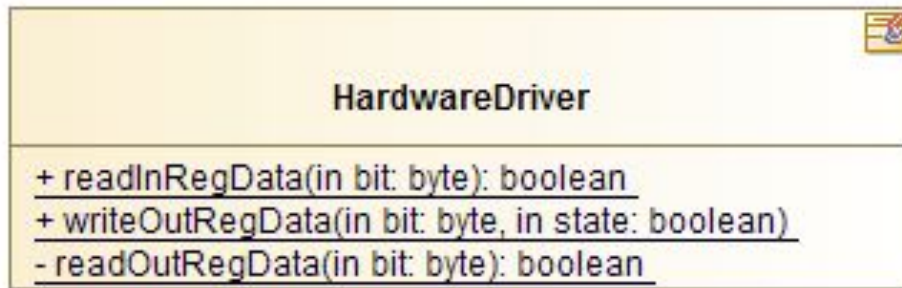 HardwareDriver
+ readInRegData(in bit: byte): boolean
+ writeOutRegData(in bit: byte, in state: boolean)
- readOutRegData(in bit: byte): boolean